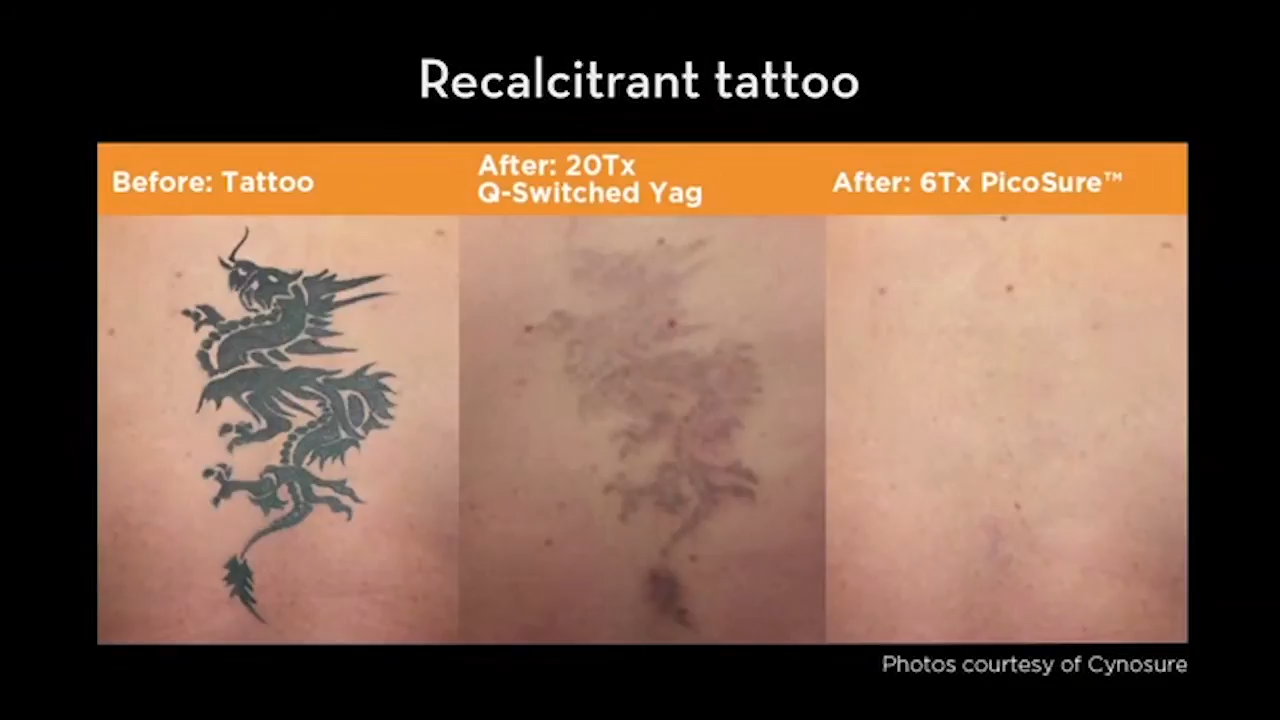 Recalcitrant tattoo
Before: Tattoo
After: 20Tx
Q-Switched Yag
After: 6Tx PicoSure™
Photos courtesy of Cynosure